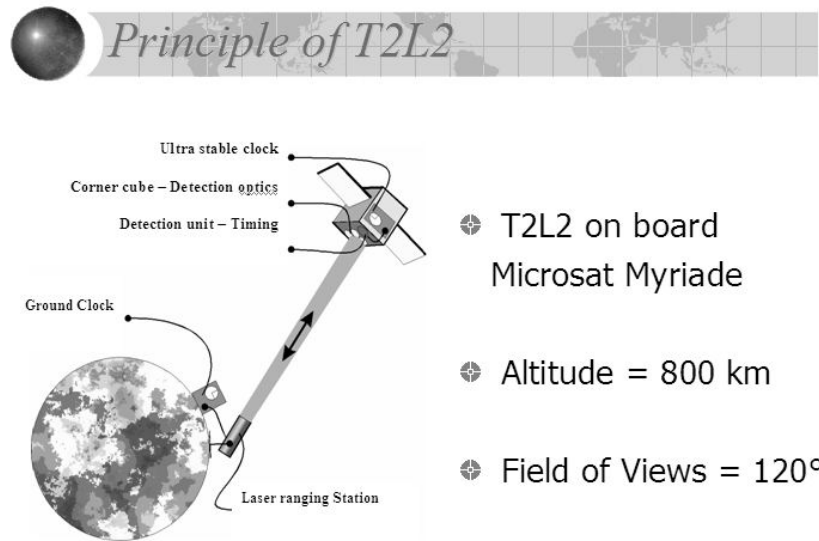 Principle of T2L2
Ultra stable clock
Corner cube – Detection optics
Detection unit – Timing
Ground Clock
Laser ranging Station
T2L2 on board
Microsat Myriade
Altitude = 800 km
Field of Views = 120°